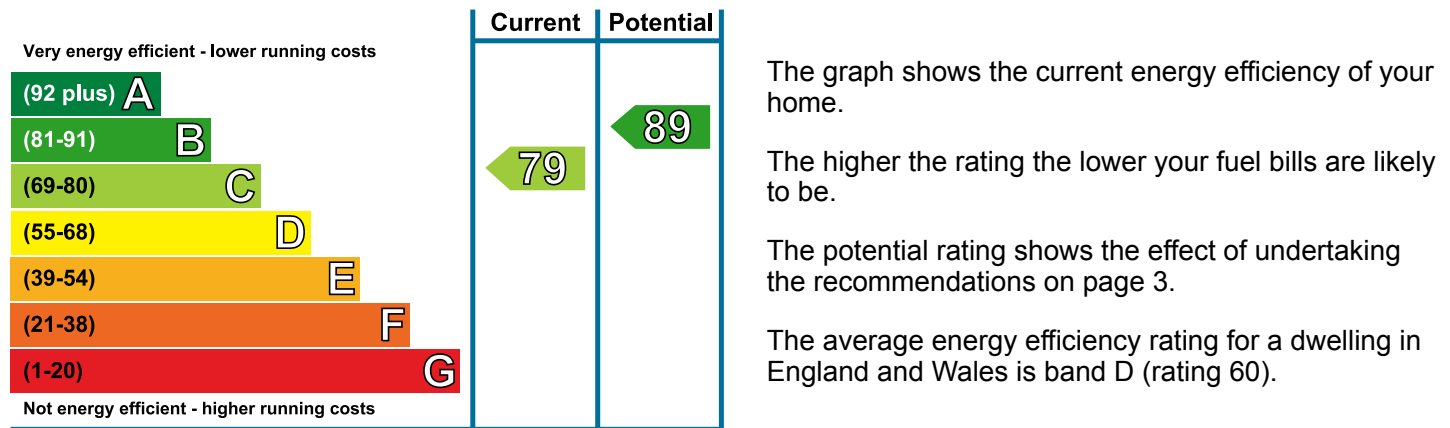 Current Potential
Very energy efficient - lower running costs
(92 plus) A
(81-91) B
(69-80) C
(55-68) D
(39-54) E
(21-38) F
(1-20) G
Not energy efficient - higher running costs
79
89
The graph shows the current energy efficiency of your
home.
The higher the rating the lower your fuel bills are likely
to be.
The potential rating shows the effect of undertaking
the recommendations on page 3.
The average energy efficiency rating for a dwelling in
England and Wales is band D (rating 60).